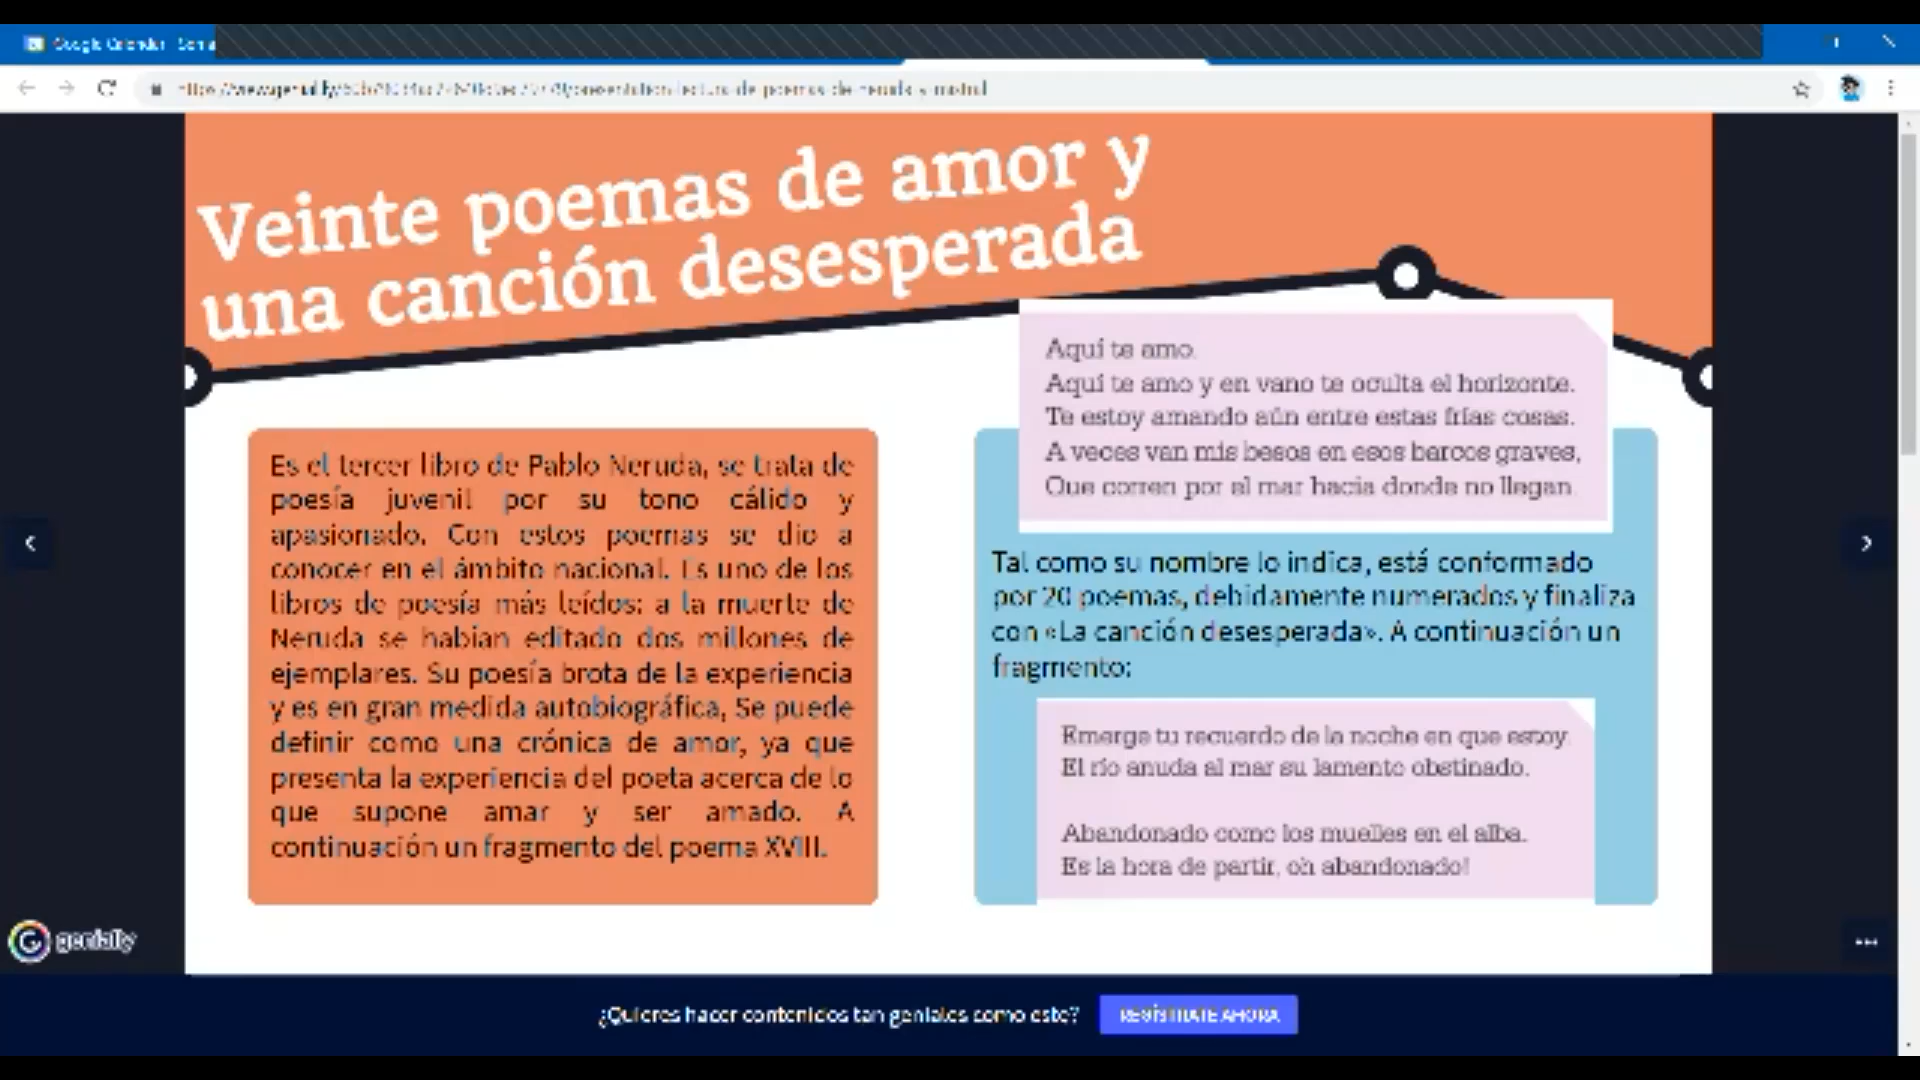 Google Calendar - Sema
Veinte poemas de amor y
una canción desesperada
Es el tercer libro de Pablo Neruda, se trata de
poesía juvenil por su tono cálido y
apasionado. Con estos poemas se dio a
conocer en el ámbito nacional. Es uno de los
libros de poesía más leídos: a la muerte de
Neruda se habían editado dos millones de
ejemplares. Su poesía brota de la experiencia
y es en gran medida autobiográfica, Se puede
definir como una crónica de amor, ya que
presenta la experiencia del poeta acerca de lo
que supone amar y ser amado. A
continuación un fragmento del poema XVIII.
Aquí te amo.
Aquí te amo y en vano te oculta el horizonte.
Te estoy amando aún entre estas frías cosas.
A veces van mis besos en esos barcos graves,
Que corren por el mar hacia donde no llegan.
Tal como su nombre lo indica, está conformado
por 20 poemas, debidamente numerados y finaliza
con «La canción desesperada». A continuación un
fragmento:
Emerge tu recuerdo de la noche en que estoy.
El río anuda al mar su lamento obstinado.
Abandonado como los muelles en el alba.
Es la hora de partir, oh abandonado!
genially
¿Quieres hacer contenidos tan geniales como este?
REGÍSTRATE AHORA